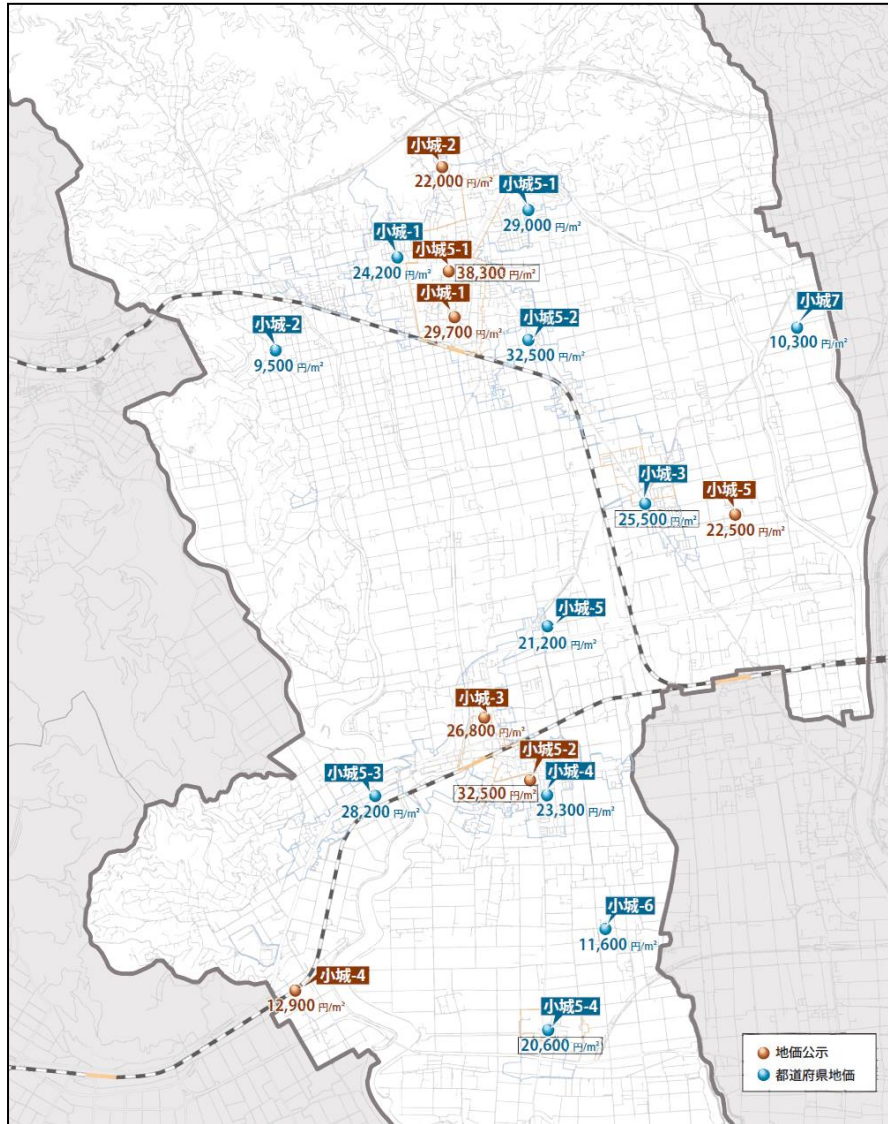 小城-2
22,000 円/m²
小城5-1
29,000 円/m²
小城-1
24,200 円/m²
小城5-1
38,300 円/m²
小城-1
29,700 円/m²
小城5-2
32,500 円/m²
小城7
10,300 円/m²
小城-2
9,500 円/m²
小城-3
25,500 円/m²
小城-5
22,500 円/m²
小城-5
21,200 円/m²
小城-3
26,800 円/m²
小城5-2
32,500 円/m²
小城-4
23,300 円/m²
小城5-3
28,200 円/m²
小城-6
11,600 円/m²
小城-4
12,900 円/m²
小城5-4
20,600 円/m²
地価公示
都道府県地価